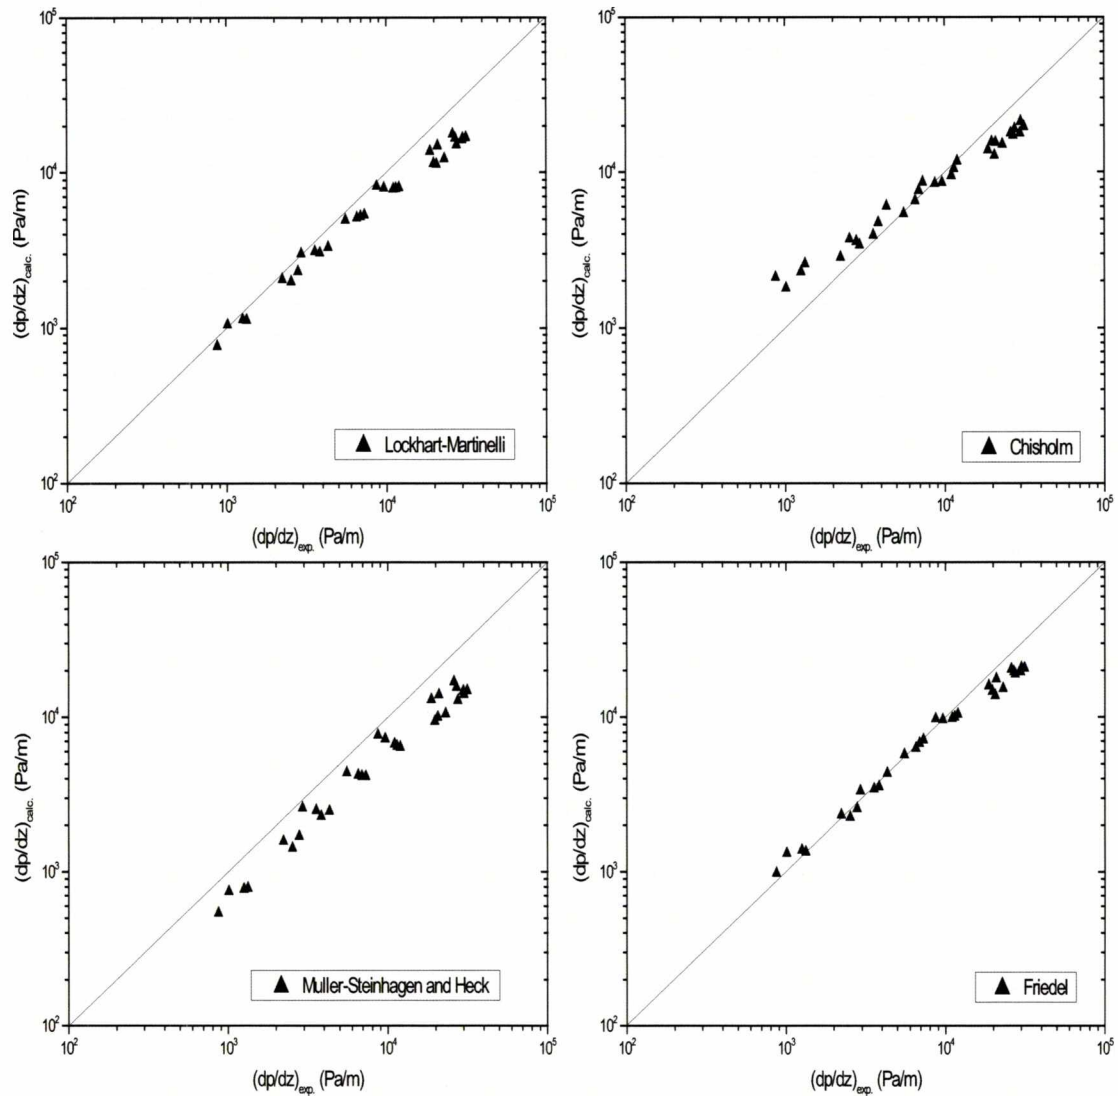 10⁵
10⁴
10³
10²
(dp/dz)calc. (Pa/m)
▲ Lockhart-Martinelli
10² 10³ 10⁴ 10⁵
(dp/dz)exp. (Pa/m)
10⁵
10⁴
10³
10²
(dp/dz)calc. (Pa/m)
▲ Chisholm
10² 10³ 10⁴ 10⁵
(dp/dz)exp. (Pa/m)
10⁵
10⁴
10³
10²
(dp/dz)calc. (Pa/m)
▲ Muller-Steinhagen and Heck
10² 10³ 10⁴ 10⁵
(dp/dz)exp. (Pa/m)
10⁵
10⁴
10³
10²
(dp/dz)calc. (Pa/m)
▲ Friedel
10² 10³ 10⁴ 10⁵
(dp/dz)exp. (Pa/m)